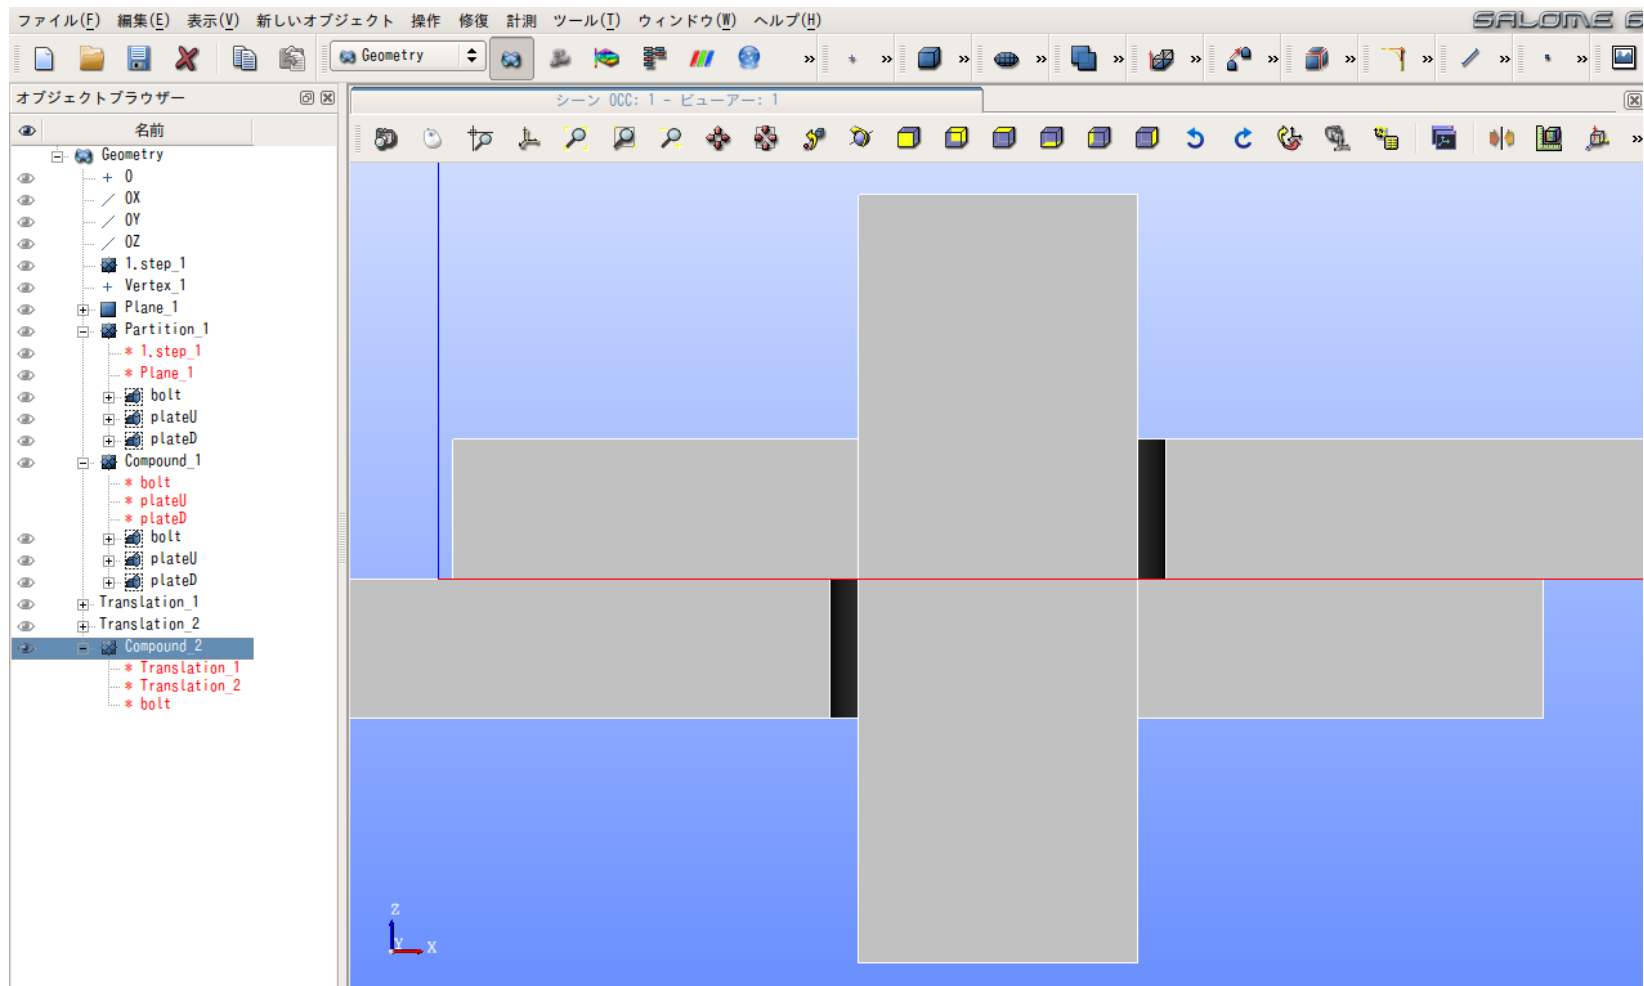 ファイル(F) 編集(E) 表示(V) 新しいオブジェクト 操作 修復 計測 ツール(T) ウィンドウ(W) ヘルプ(H)
SALOME 6
Geometry
オブジェクトブラウザー
シーン OCC: 1 - ビューアー: 1
名前
Geometry
O
OX
OY
OZ
1.step_1
Vertex_1
Plane_1
Partition_1
* 1.step_1
* Plane_1
bolt
plateU
plateD
Compound_1
* bolt
* plateU
* plateD
bolt
plateU
plateD
Translation_1
Translation_2
Compound_2
* Translation_1
* Translation_2
* bolt
Z
Y
X